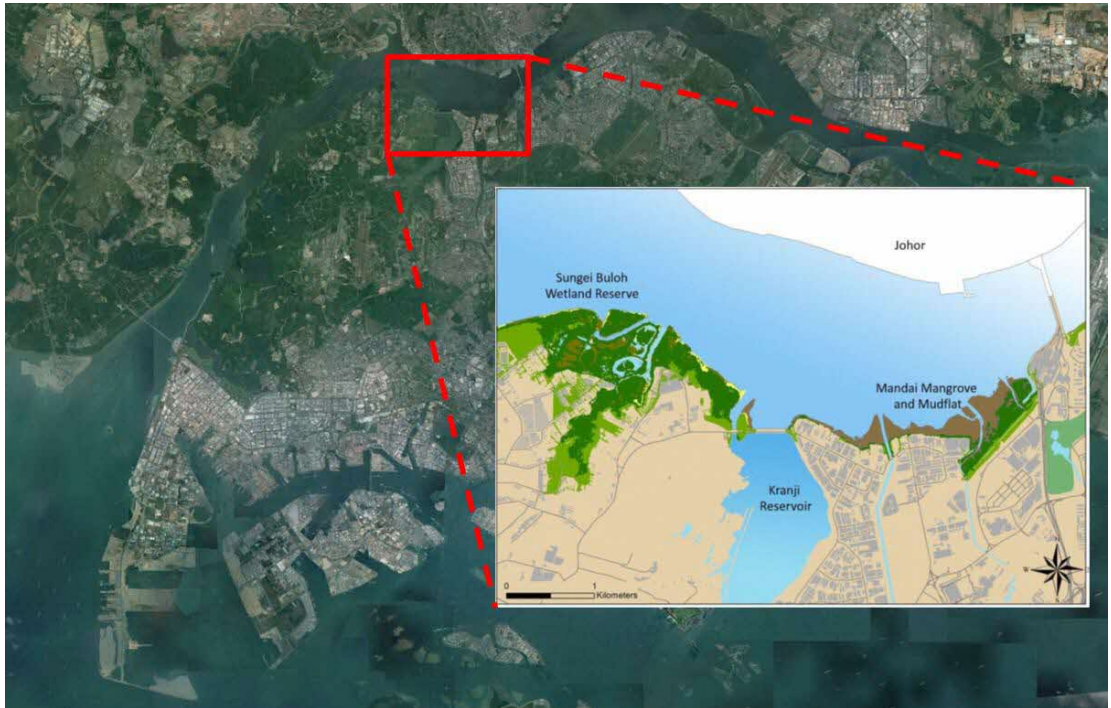 Johor
Sungei Buloh
Wetland Reserve
Mandai Mangrove
and Mudflat
Kranji
Reservoir
0 1
Kilometers